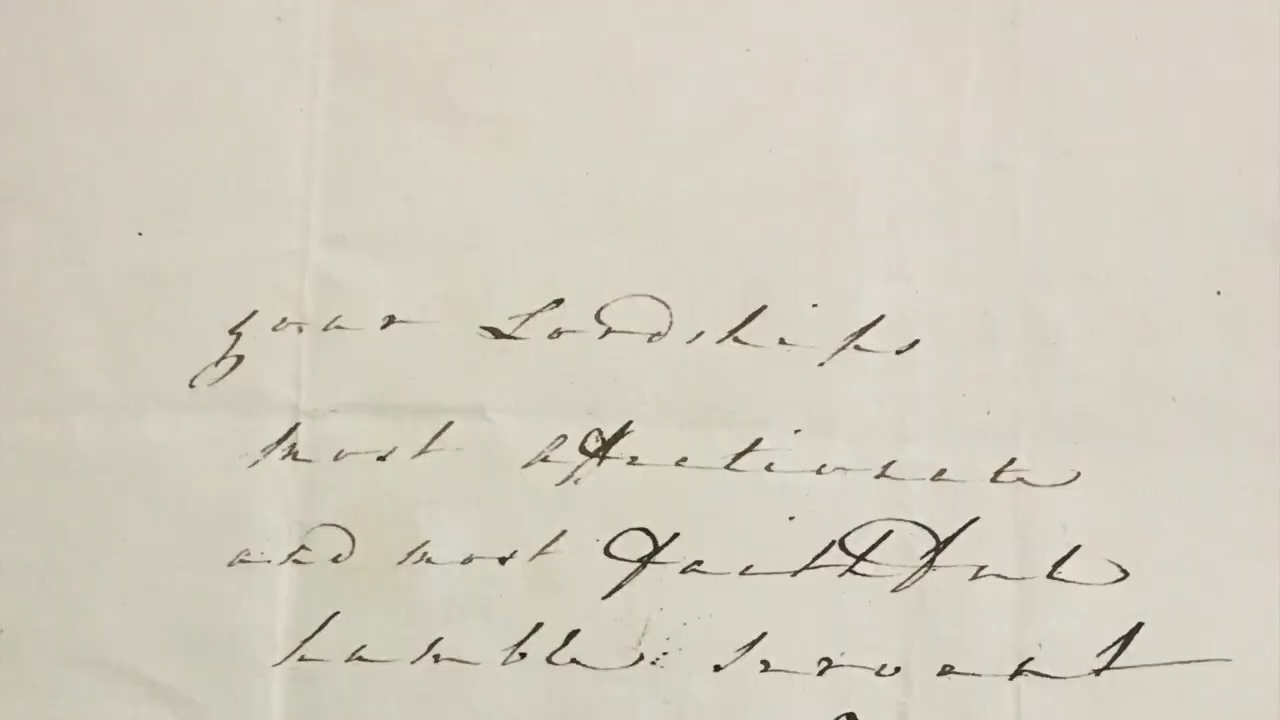 your Lordships
most affectionate
and most faithful
humble servant